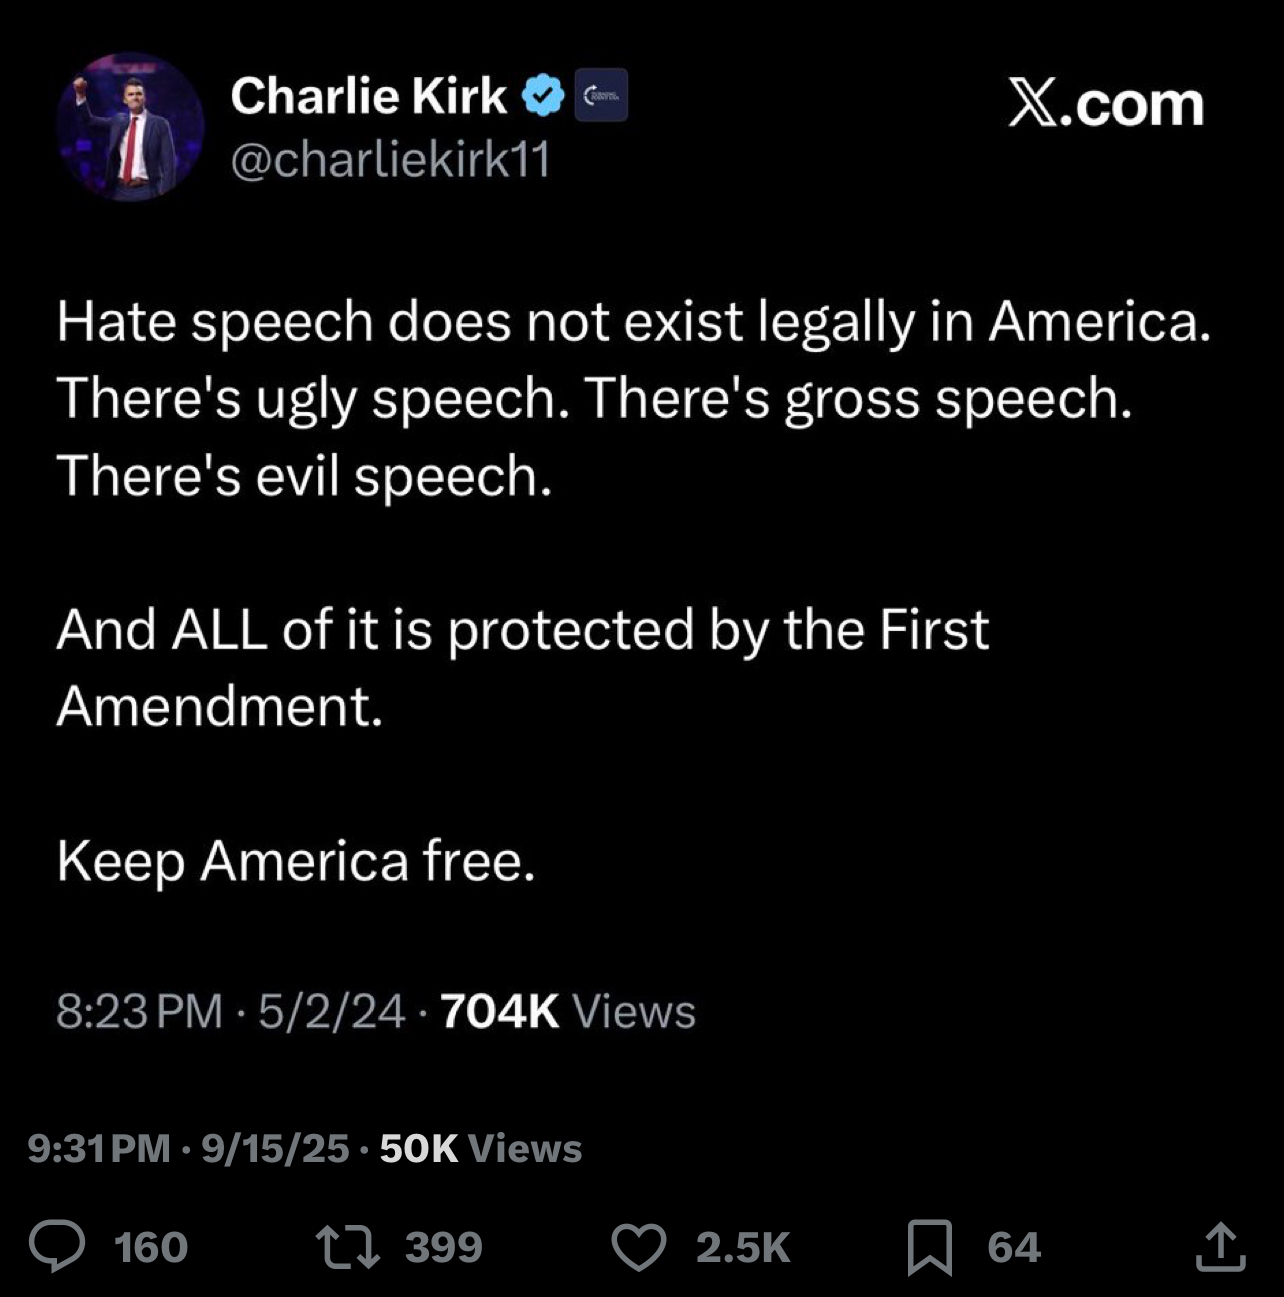 Charlie Kirk
X.com
@charliekirk11
Hate speech does not exist legally in America.
There's ugly speech. There's gross speech.
There's evil speech.
And ALL of it is protected by the First
Amendment.
Keep America free.
8:23 PM · 5/2/24 · 704K Views
9:31 PM · 9/15/25 · 50K Views
160 399 2.5K 64